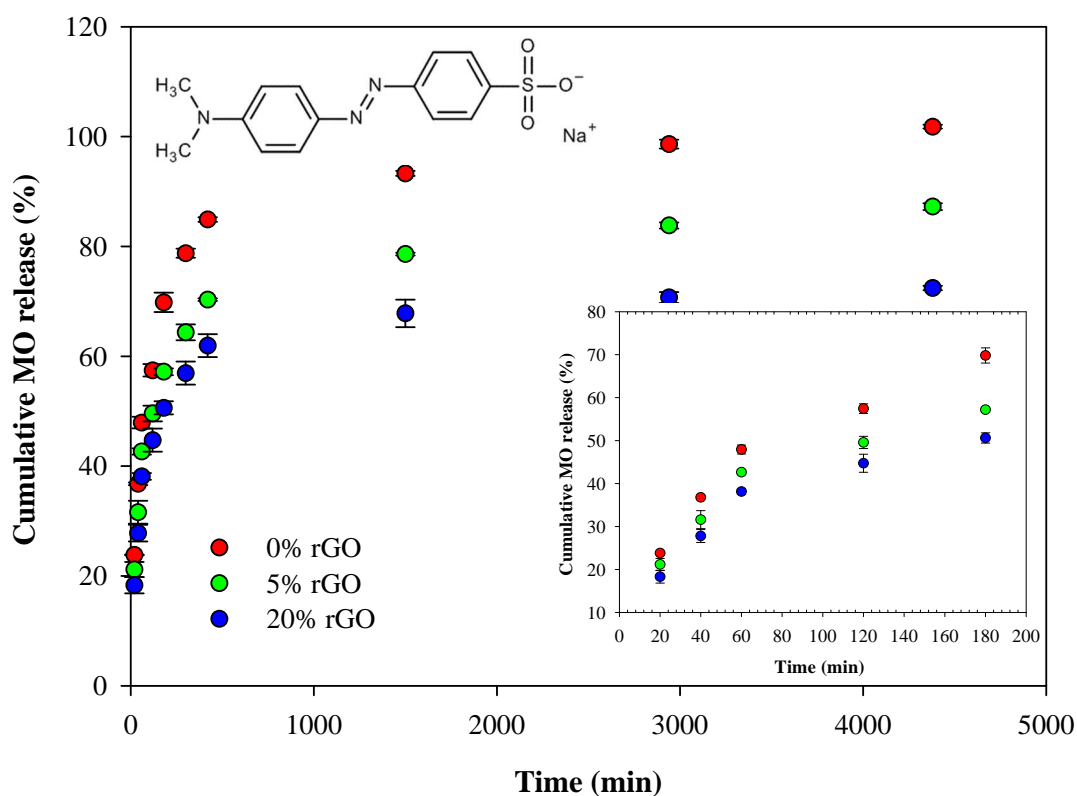 Cumulative MO release (%)
120
100
80
60
40
20
0
0 1000 2000 3000 4000 5000
Time (min)
H₃C
N
H₃C
N
N
O
S
O
O⁻
Na⁺
0% rGO
5% rGO
20% rGO
Cumulative MO release (%)
80
70
60
50
40
30
20
10
0 20 40 60 80 100 120 140 160 180 200
Time (min)